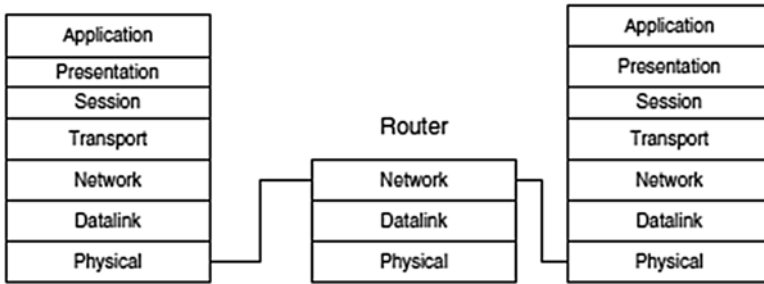 Application
Presentation
Session
Transport
Network
Datalink
Physical
Router
Network
Datalink
Physical
Application
Presentation
Session
Transport
Network
Datalink
Physical